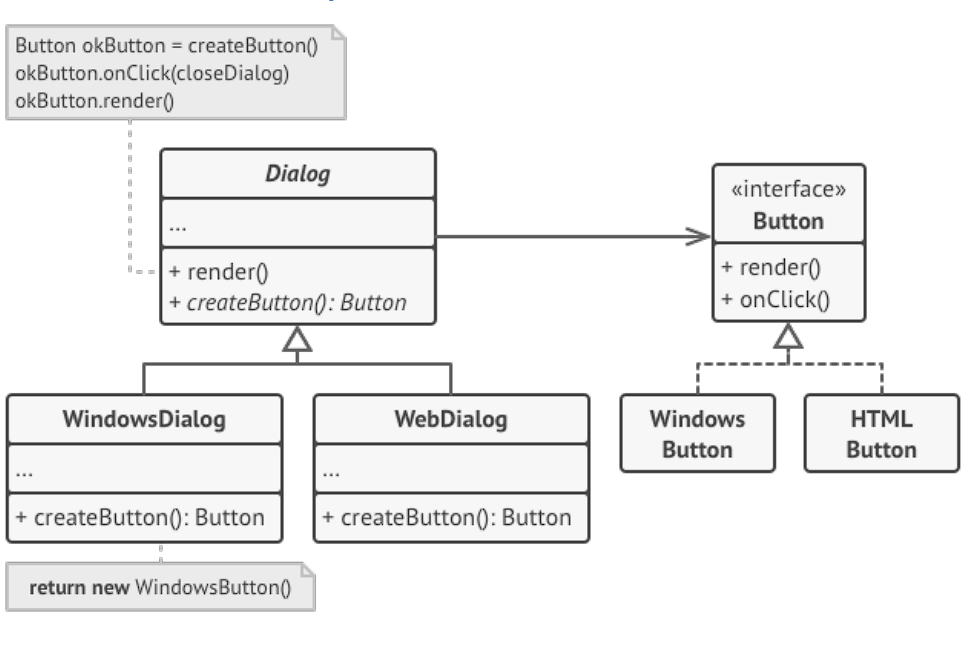 Button okButton = createButton()
okButton.onClick(closeDialog)
okButton.render()
Dialog
...
+ render()
+ createButton(): Button
«interface»
Button
+ render()
+ onClick()
WindowsDialog
...
+ createButton(): Button
WebDialog
...
+ createButton(): Button
Windows
Button
HTML
Button
return new WindowsButton()